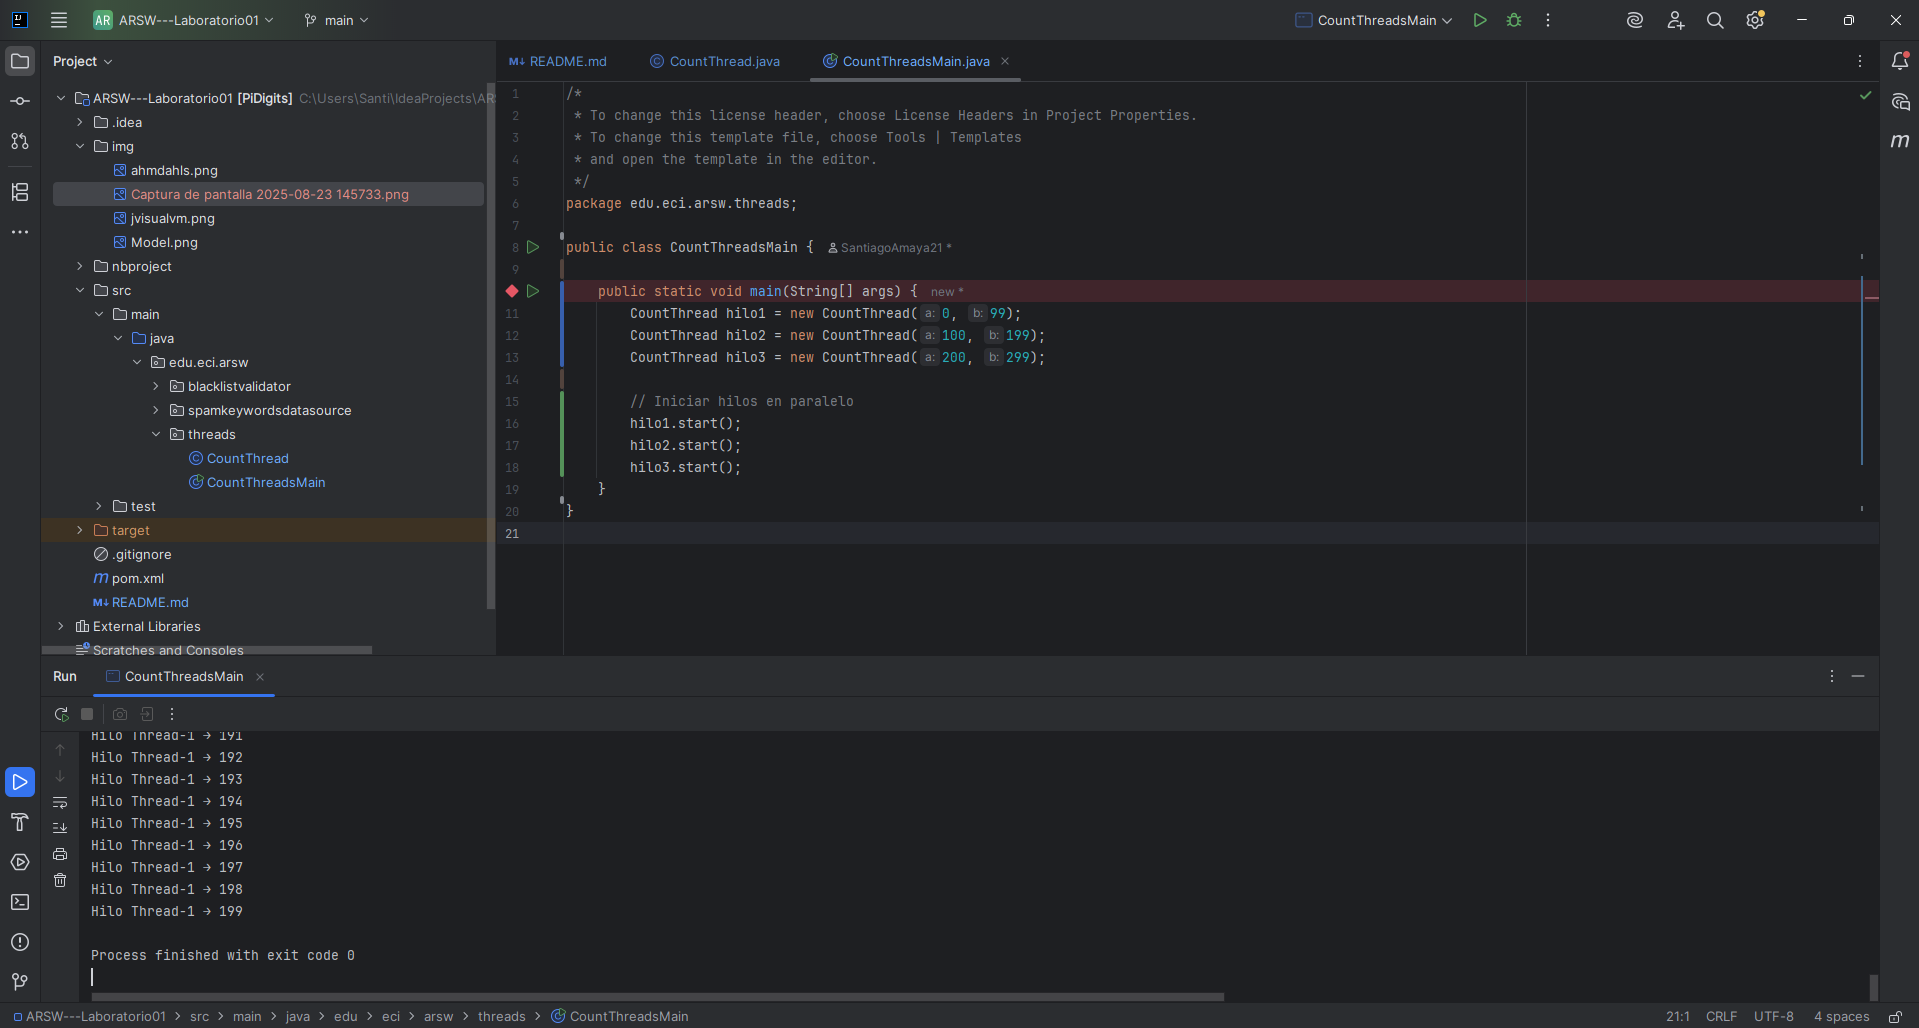 AR ARSW---Laboratorio01 main CountThreadsMain
Project
README.md CountThread.java CountThreadsMain.java
ARSW---Laboratorio01 [PiDigits] C:\Users\Santi\IdeaProjects\AR
.idea
img
ahmdahls.png
Captura de pantalla 2025-08-23 145733.png
jvisualvm.png
Model.png
nbproject
src
main
java
edu.eci.arsw
blacklistvalidator
spamkeywordsdatasource
threads
CountThread
CountThreadsMain
test
target
.gitignore
pom.xml
README.md
External Libraries
Scratches and Consoles
1 /*
2 * To change this license header, choose License Headers in Project Properties.
3 * To change this template file, choose Tools | Templates
4 * and open the template in the editor.
5 */
6 package edu.eci.arsw.threads;
7
8 public class CountThreadsMain { SantiagoAmaya21 *
9
public static void main(String[] args) { new *
11 CountThread hilo1 = new CountThread( a: 0, b: 99);
12 CountThread hilo2 = new CountThread( a: 100, b: 199);
13 CountThread hilo3 = new CountThread( a: 200, b: 299);
14
15 // Iniciar hilos en paralelo
16 hilo1.start();
17 hilo2.start();
18 hilo3.start();
19 }
20 }
21
Run CountThreadsMain
Hilo Thread-1 → 191
Hilo Thread-1 → 192
Hilo Thread-1 → 193
Hilo Thread-1 → 194
Hilo Thread-1 → 195
Hilo Thread-1 → 196
Hilo Thread-1 → 197
Hilo Thread-1 → 198
Hilo Thread-1 → 199
Process finished with exit code 0
ARSW---Laboratorio01 > src > main > java > edu > eci > arsw > threads > CountThreadsMain 21:1 CRLF UTF-8 4 spaces